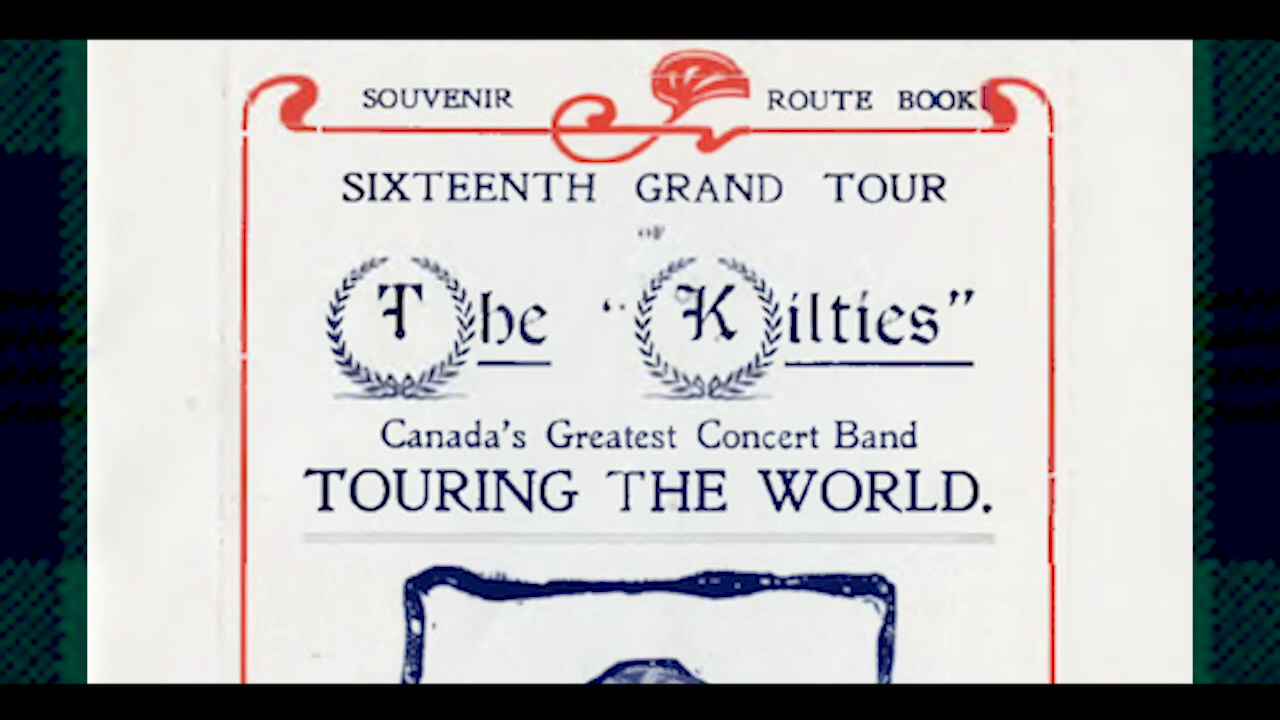 SOUVENIR ROUTE BOOK
SIXTEENTH GRAND TOUR
OF
The "Kilties"
Canada's Greatest Concert Band
TOURING THE WORLD.